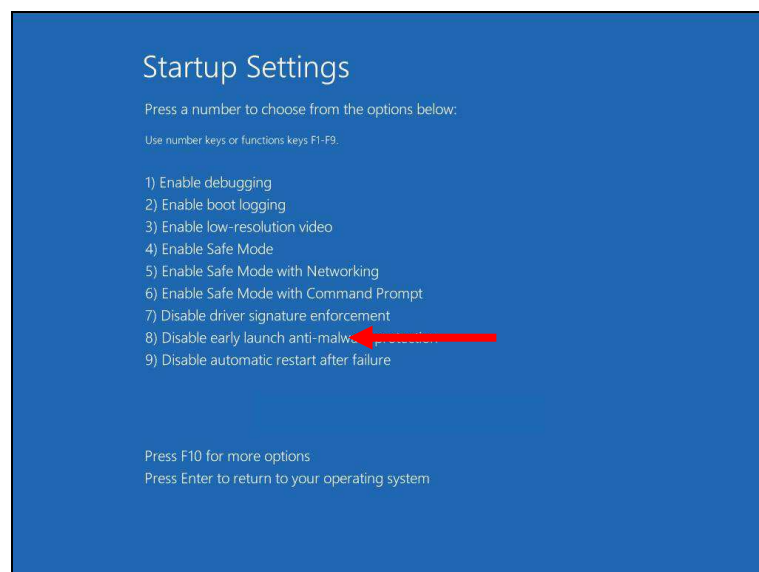 Startup Settings
Press a number to choose from the options below:
Use number keys or functions keys F1-F9.
1) Enable debugging
2) Enable boot logging
3) Enable low-resolution video
4) Enable Safe Mode
5) Enable Safe Mode with Networking
6) Enable Safe Mode with Command Prompt
7) Disable driver signature enforcement
8) Disable early launch anti-malware protection
9) Disable automatic restart after failure
Press F10 for more options
Press Enter to return to your operating system